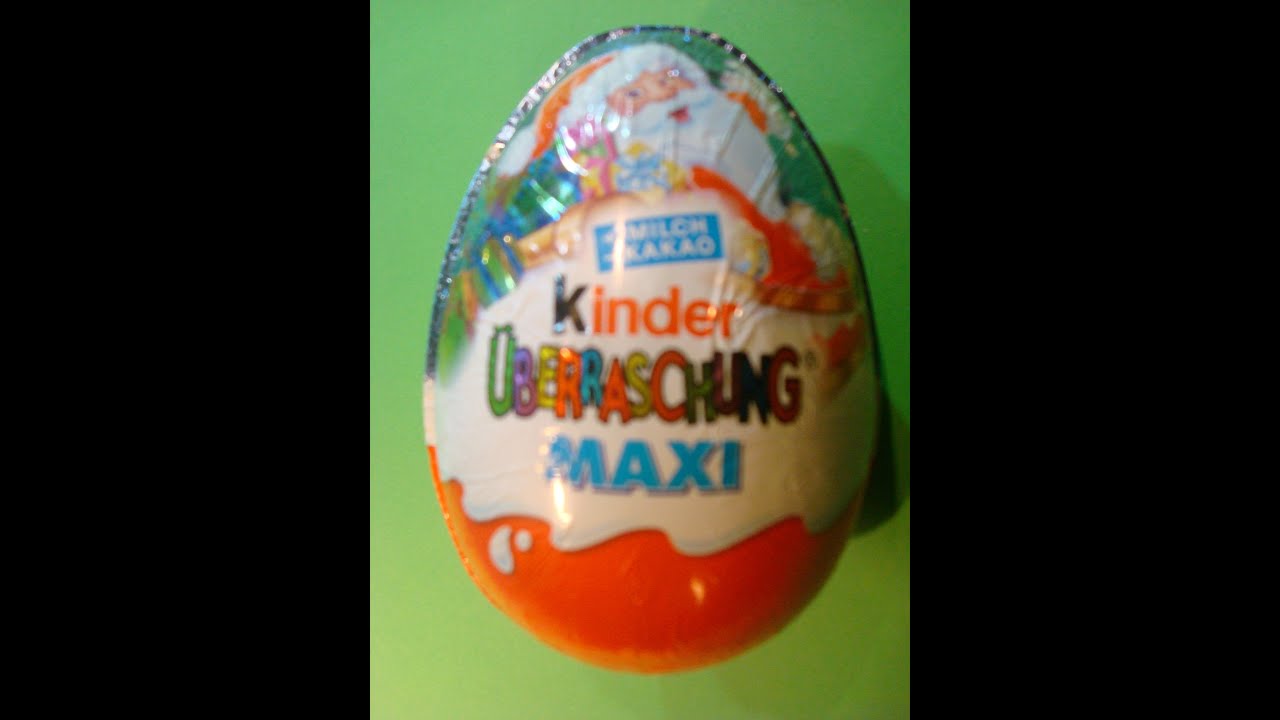 +MILCH
-KAKAO
Kinder
ÜBERRASCHUNG®
MAXI